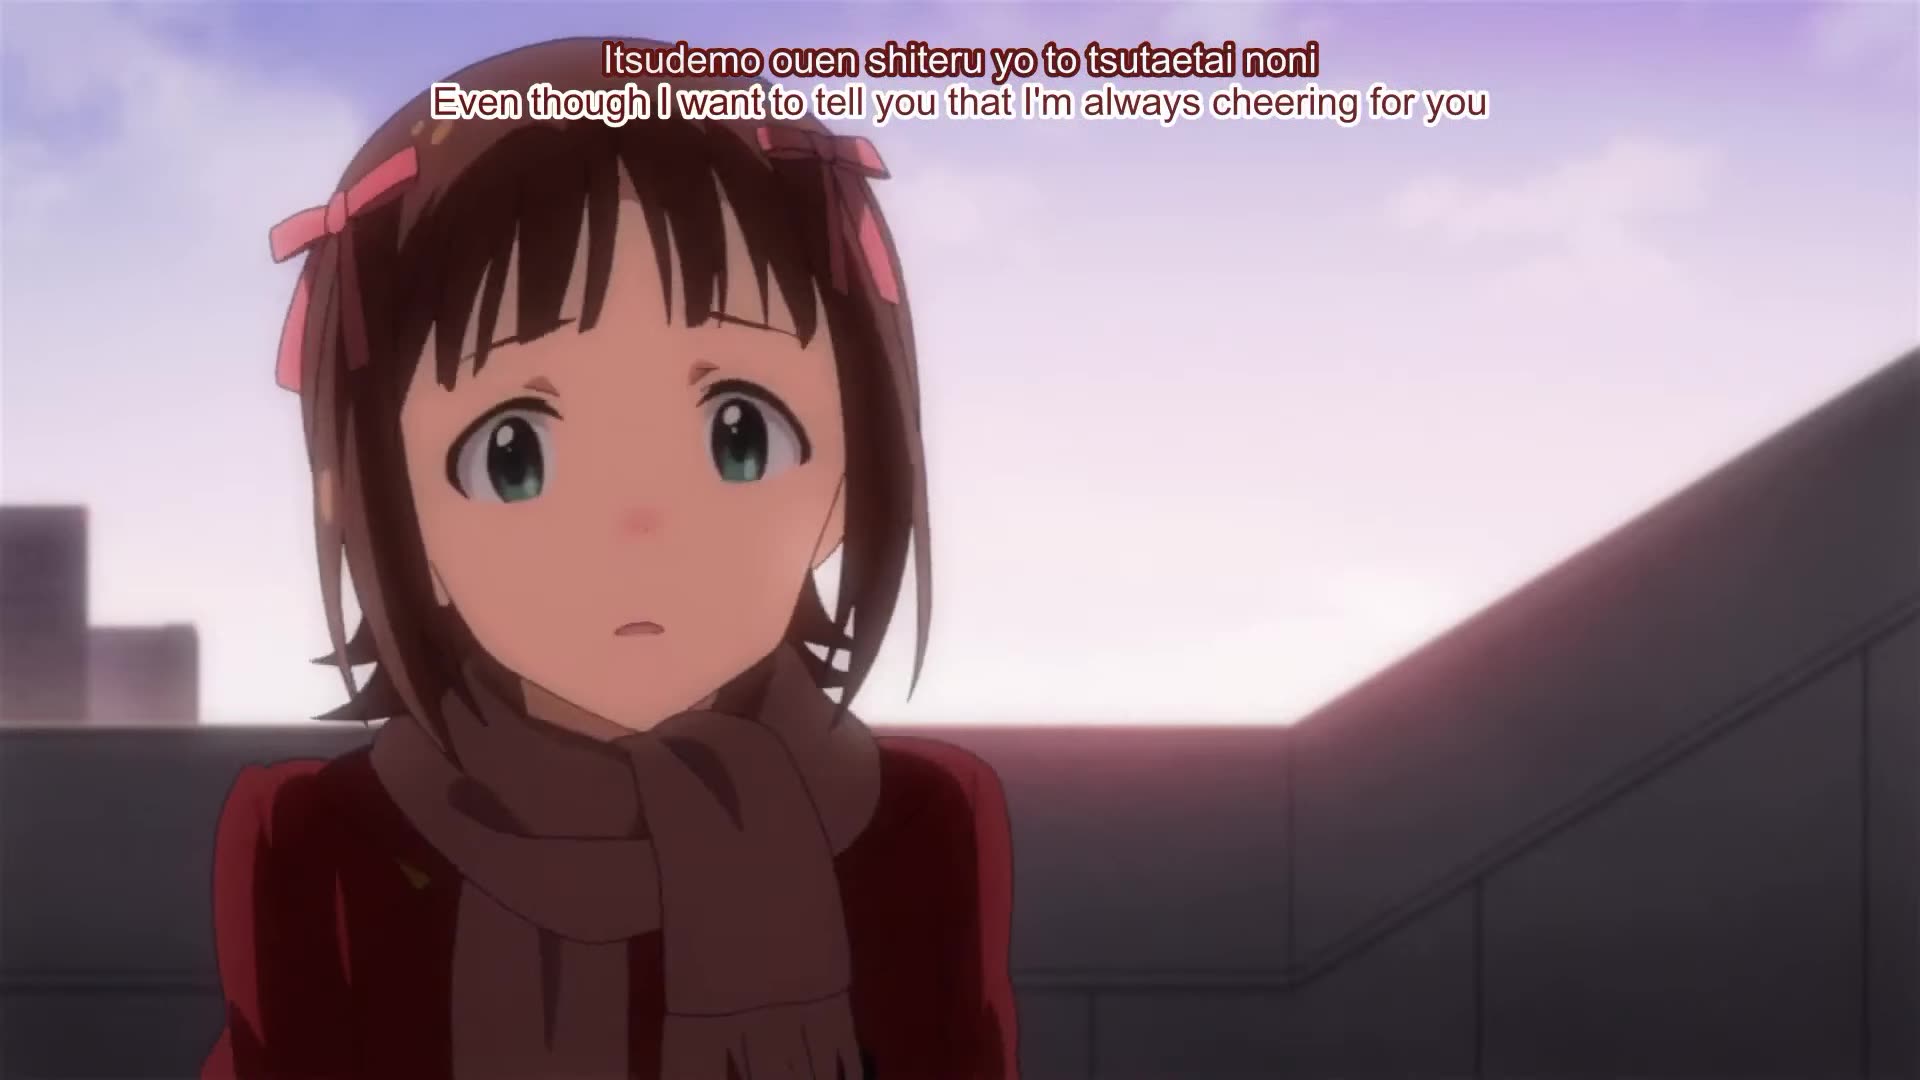 Itsudemo ouen shiteru yo to tsutaetai noni
Even though I want to tell you that I'm always cheering for you